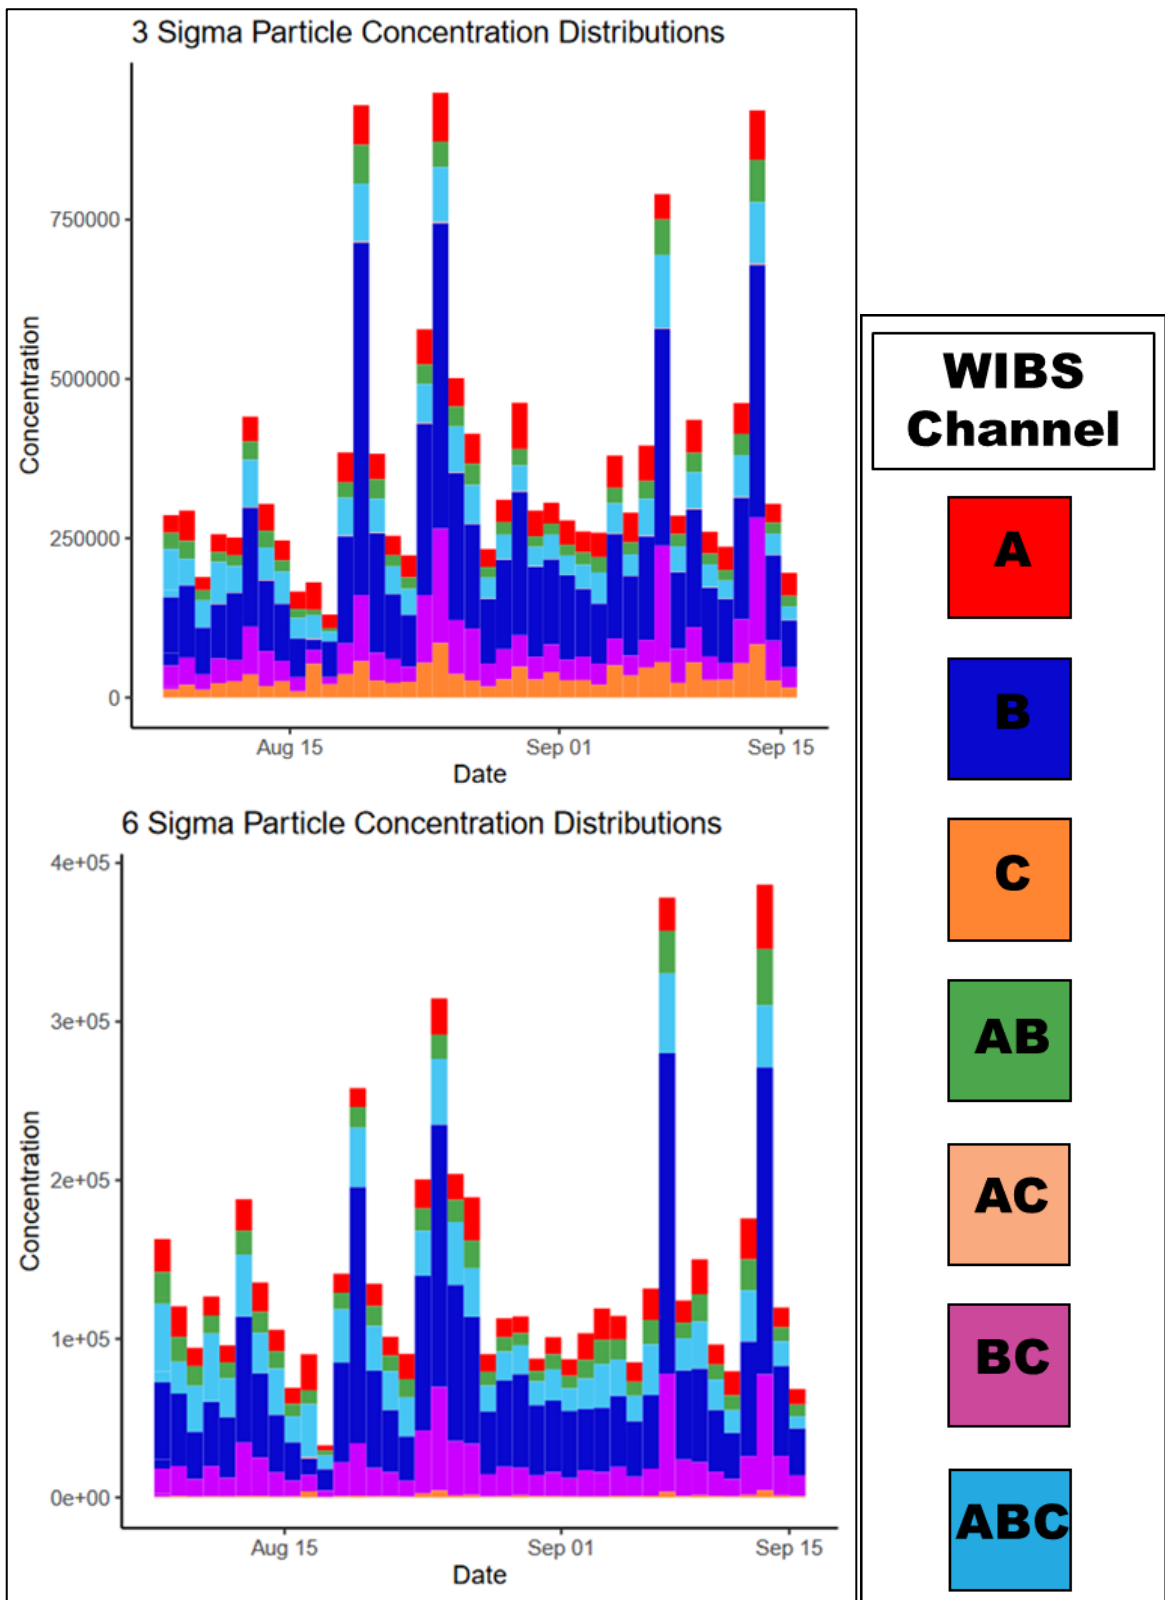 3 Sigma Particle Concentration Distributions
750000
500000
250000
0
Concentration
Aug 15
Sep 01
Sep 15
Date
6 Sigma Particle Concentration Distributions
4e+05
3e+05
2e+05
1e+05
0e+00
Concentration
Aug 15
Sep 01
Sep 15
Date
WIBS
Channel
A
B
C
AB
AC
BC
ABC